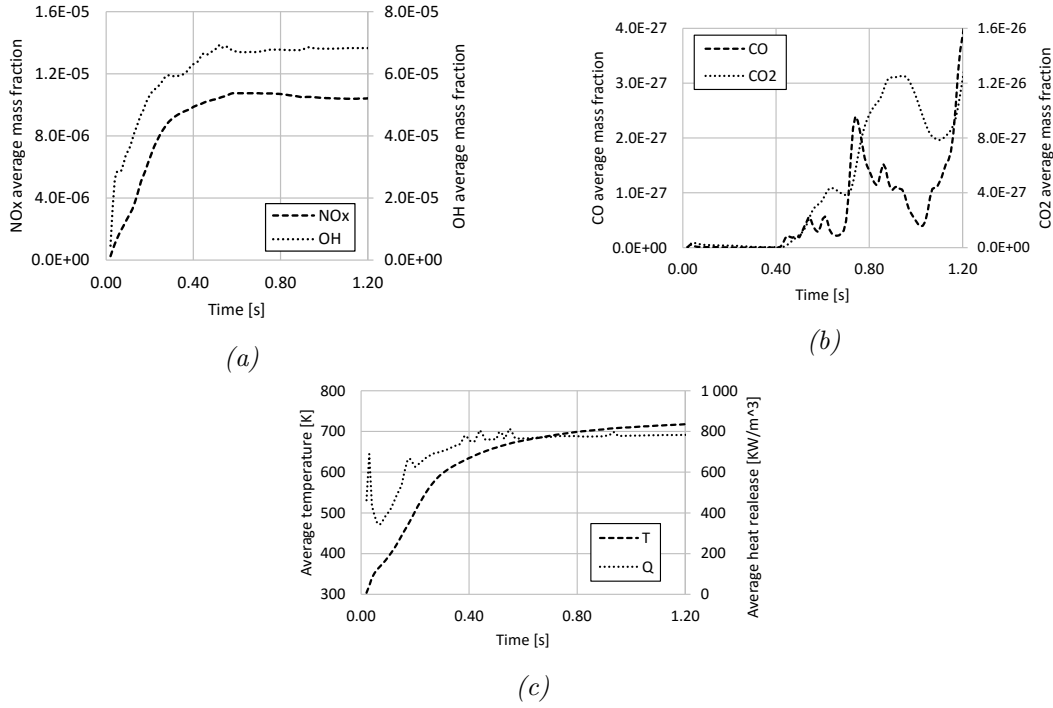 NOx average mass fraction
1.6E-05
1.2E-05
8.0E-06
4.0E-06
0.0E+00
8.0E-05
6.0E-05
4.0E-05
2.0E-05
0.0E+00
OH average mass fraction
NOx
OH
0.00 0.40 0.80 1.20
Time [s]
(a)
CO average mass fraction
4.0E-27
3.0E-27
2.0E-27
1.0E-27
0.0E+00
CO
CO2
1.6E-26
1.2E-26
8.0E-27
4.0E-27
0.0E+00
CO2 average mass fraction
0.00 0.40 0.80 1.20
Time [s]
(b)
Average temperature [K]
800
700
600
500
400
300
1 000
800
600
400
200
0
Average heat realease [KW/m^3]
T
Q
0.00 0.40 0.80 1.20
Time [s]
(c)